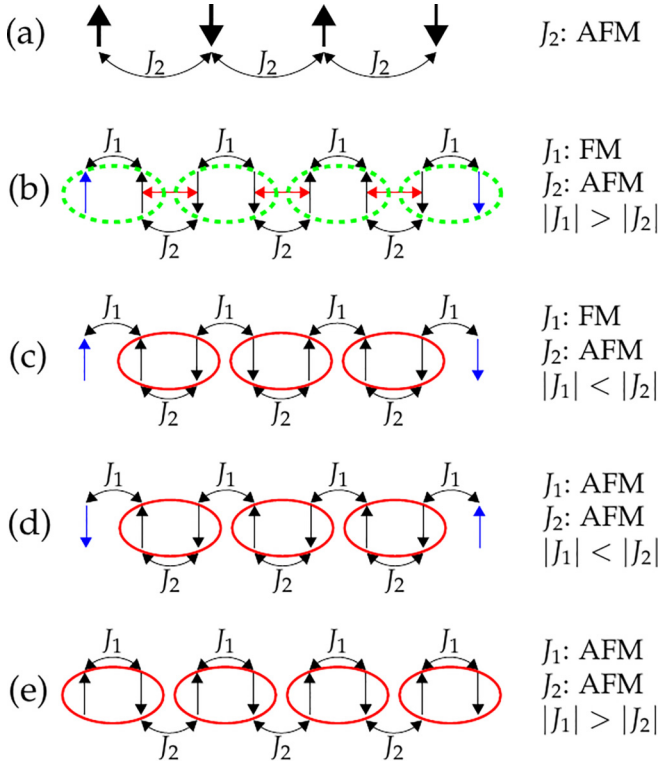 (a) J₂ J₂ J₂ J₂: AFM
J₁ J₁ J₁ J₁ J₁: FM
(b) J₂: AFM
J₂ J₂ J₂ |J₁| > |J₂|
J₁ J₁ J₁ J₁ J₁: FM
(c) J₂: AFM
J₂ J₂ J₂ |J₁| < |J₂|
J₁ J₁ J₁ J₁ J₁: AFM
(d) J₂: AFM
J₂ J₂ J₂ |J₁| < |J₂|
J₁ J₁ J₁ J₁ J₁: AFM
(e) J₂: AFM
J₂ J₂ J₂ |J₁| > |J₂|